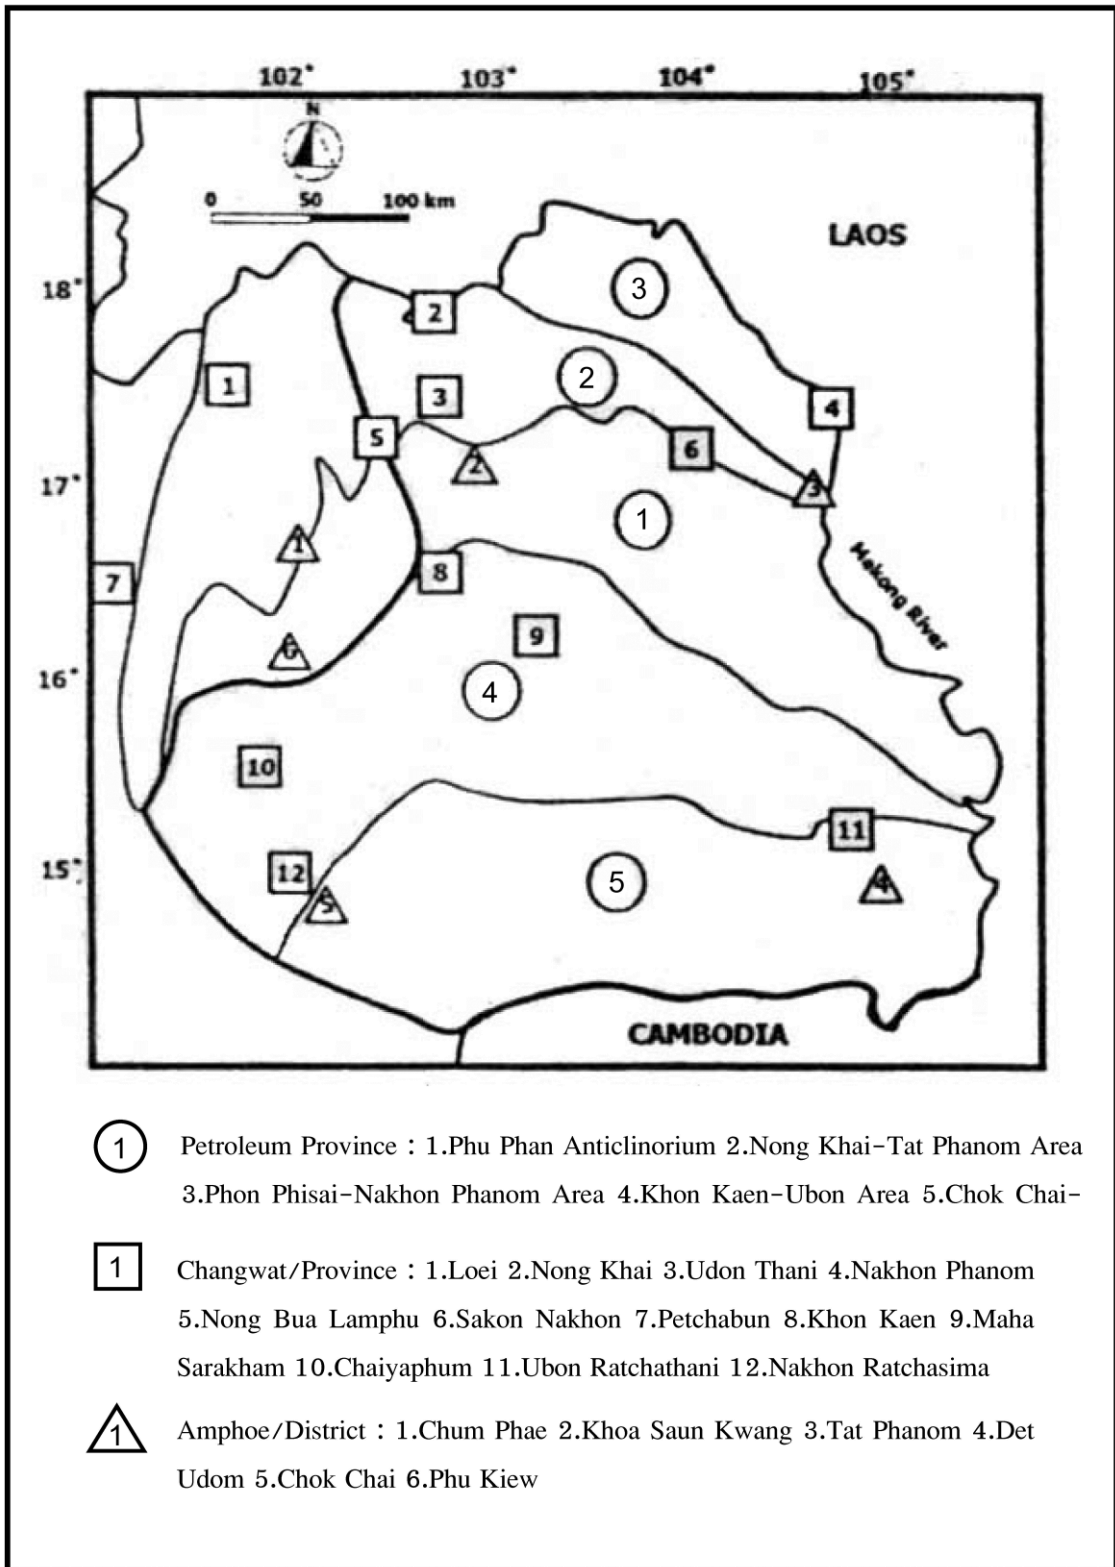 102° 103° 104° 105°
N
0 50 100 km
LAOS
18°
3
2
2
1
3
4
5
6
2
17°
3
1
1
7
8
Mekong River
9
6
16°
4
10
11
15°
12
5
4
5
CAMBODIA
1 Petroleum Province : 1.Phu Phan Anticlinorium 2.Nong Khai-Tat Phanom Area
3.Phon Phisai-Nakhon Phanom Area 4.Khon Kaen-Ubon Area 5.Chok Chai-
1 Changwat/Province : 1.Loei 2.Nong Khai 3.Udon Thani 4.Nakhon Phanom
5.Nong Bua Lamphu 6.Sakon Nakhon 7.Petchabun 8.Khon Kaen 9.Maha
Sarakham 10.Chaiyaphum 11.Ubon Ratchathani 12.Nakhon Ratchasima
1 Amphoe/District : 1.Chum Phae 2.Khoa Saun Kwang 3.Tat Phanom 4.Det
Udom 5.Chok Chai 6.Phu Kiew